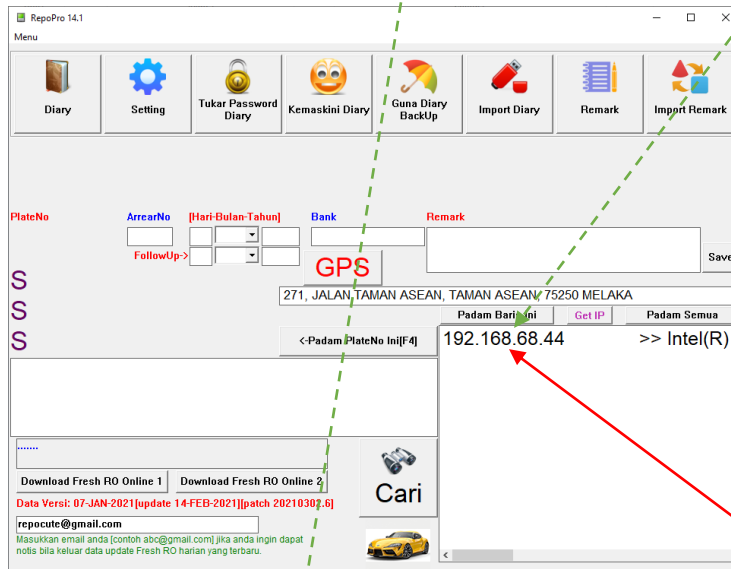 RepoPro 14.1
Menu
Diary
Setting
Tukar Password
Diary
Kemaskini Diary
Guna Diary
BackUp
Import Diary
Remark
Import Remark
PlateNo
ArrearNo
[Hari-Bulan-Tahun]
Bank
Remark
FollowUp->
GPS
Save
S
S
S
271, JALAN TAMAN ASEAN, TAMAN ASEAN, 75250 MELAKA
Padam Baris Ini
Get IP
Padam Semua
<-Padam PlateNo Ini[F4]
192.168.68.44 >> Intel(R)
.......
Download Fresh RO Online 1
Download Fresh RO Online 2
Cari
Data Versi: 07-JAN-2021[update 14-FEB-2021][patch 20210302.6]
repocute@gmail.com
Masukkan email anda [contoh abc@gmail.com] jika anda ingin dapat
notis bila keluar data update Fresh RO harian yang terbaru.